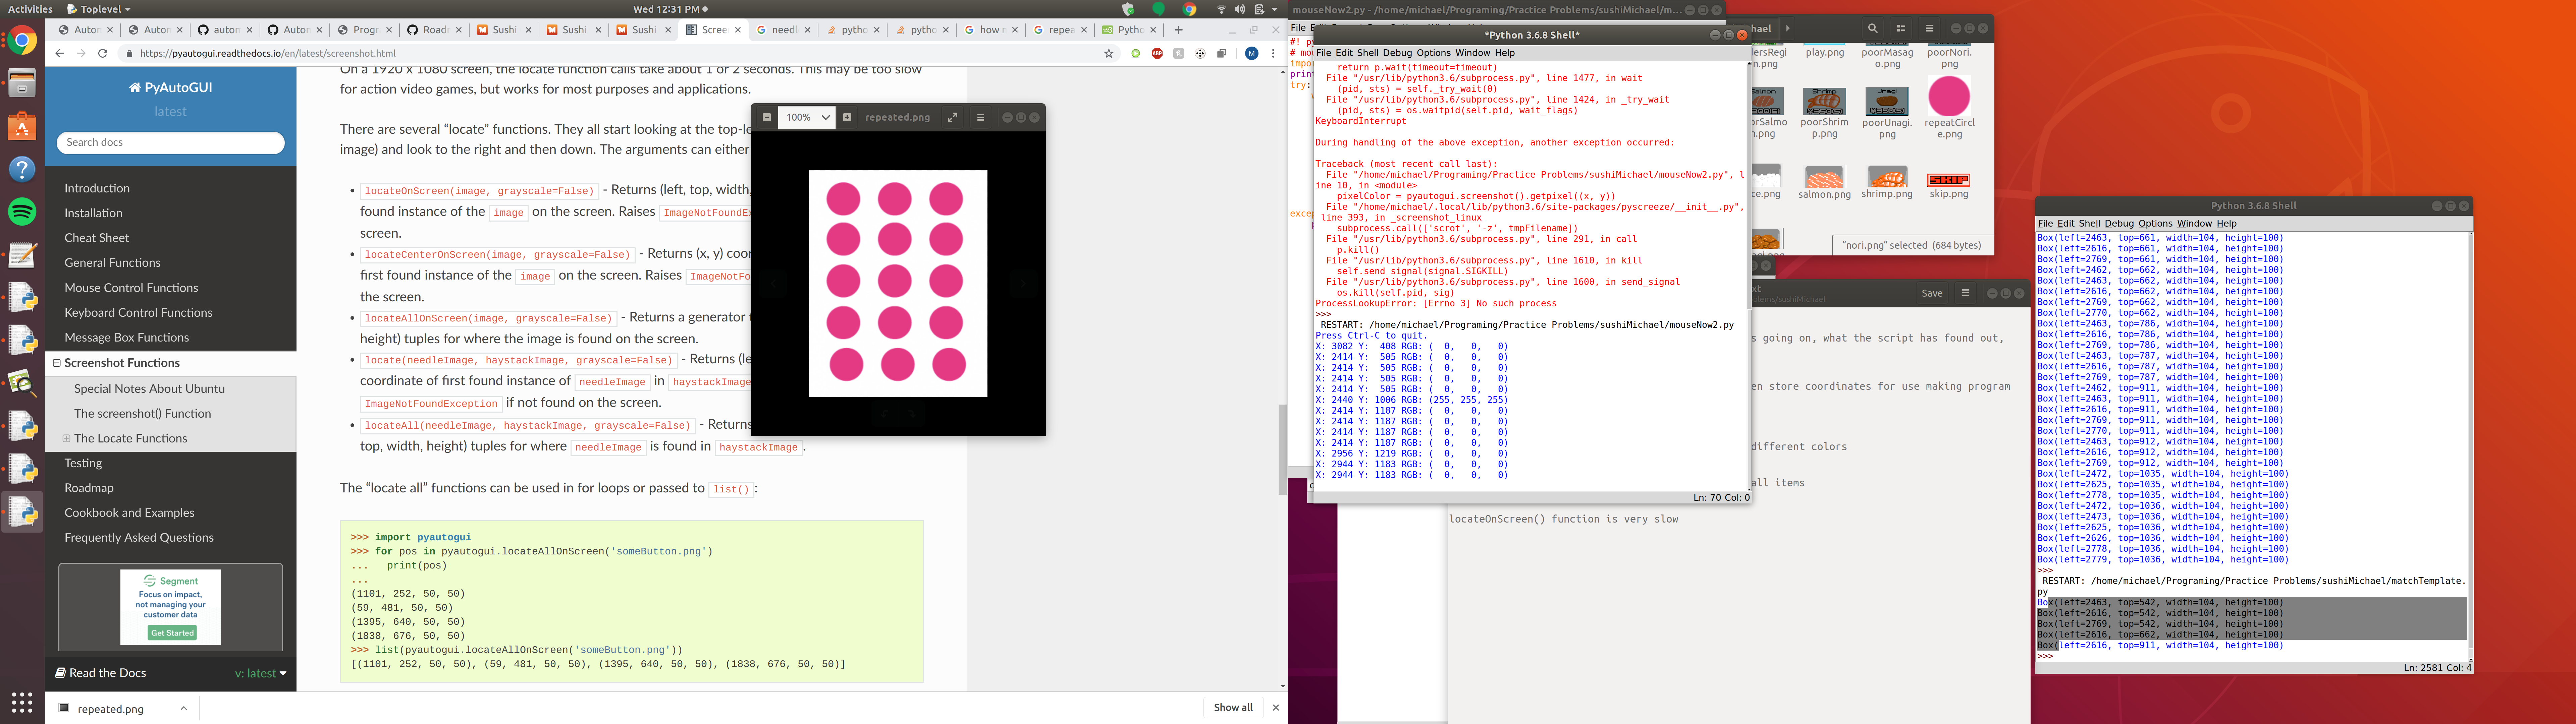 Activities
Toplevel
Wed 12:31 PM
Autom
Autom
autom
Autom
Progr
Roadm
Sushi
Sushi
Sushi
Scree
needl
pytho
pytho
how n
repea
Pytho
https://pyautogui.readthedocs.io/en/latest/screenshot.html
ABP
M
PyAutoGUI
latest
Search docs
Introduction
Installation
Cheat Sheet
General Functions
Mouse Control Functions
Keyboard Control Functions
Message Box Functions
Screenshot Functions
Special Notes About Ubuntu
The screenshot() Function
The Locate Functions
Testing
Roadmap
Cookbook and Examples
Frequently Asked Questions
Segment
Focus on impact,
not managing your
customer data
Get Started
Read the Docs
v: latest
On a 1920 x 1080 screen, the locate function calls take about 1 or 2 seconds. This may be too slow
for action video games, but works for most purposes and applications.
There are several “locate” functions. They all start looking at the top-le
image) and look to the right and then down. The arguments can either
locateOnScreen(image, grayscale=False) - Returns (left, top, width,
found instance of the image on the screen. Raises ImageNotFoundE
screen.
locateCenterOnScreen(image, grayscale=False) - Returns (x, y) coor
first found instance of the image on the screen. Raises ImageNotFo
the screen.
locateAllOnScreen(image, grayscale=False) - Returns a generator t
height) tuples for where the image is found on the screen.
locate(needleImage, haystackImage, grayscale=False) - Returns (le
coordinate of first found instance of needleImage in haystackImage
ImageNotFoundException if not found on the screen.
locateAll(needleImage, haystackImage, grayscale=False) - Returns
top, width, height) tuples for where needleImage is found in haystackImage .
The “locate all” functions can be used in for loops or passed to list() :
>>> import pyautogui
>>> for pos in pyautogui.locateAllOnScreen('someButton.png')
...   print(pos)
...
(1101, 252, 50, 50)
(59, 481, 50, 50)
(1395, 640, 50, 50)
(1838, 676, 50, 50)
>>> list(pyautogui.locateAllOnScreen('someButton.png'))
[(1101, 252, 50, 50), (59, 481, 50, 50), (1395, 640, 50, 50), (1838, 676, 50, 50)]
100%
repeated.png
repeated.png
Show all
mouseNow2.py - /home/michael/Programing/Practice Problems/sushiMichael/m...
File
#! py
# mou
impor
print
try:
excep
*Python 3.6.8 Shell*
File Edit Shell Debug Options Window Help
return p.wait(timeout=timeout)
File "/usr/lib/python3.6/subprocess.py", line 1477, in wait
(pid, sts) = self._try_wait(0)
File "/usr/lib/python3.6/subprocess.py", line 1424, in _try_wait
(pid, sts) = os.waitpid(self.pid, wait_flags)
KeyboardInterrupt
During handling of the above exception, another exception occurred:
Traceback (most recent call last):
File "/home/michael/Programing/Practice Problems/sushiMichael/mouseNow2.py", l
ine 10, in <module>
pixelColor = pyautogui.screenshot().getpixel((x, y))
File "/home/michael/.local/lib/python3.6/site-packages/pyscreeze/__init__.py",
line 393, in _screenshot_linux
subprocess.call(['scrot', '-z', tmpFilename])
File "/usr/lib/python3.6/subprocess.py", line 291, in call
p.kill()
File "/usr/lib/python3.6/subprocess.py", line 1610, in kill
self.send_signal(signal.SIGKILL)
File "/usr/lib/python3.6/subprocess.py", line 1600, in send_signal
os.kill(self.pid, sig)
ProcessLookupError: [Errno 3] No such process
>>>
RESTART: /home/michael/Programing/Practice Problems/sushiMichael/mouseNow2.py
Press Ctrl-C to quit.
X: 3082 Y:  408 RGB: (  0,   0,   0)
X: 2414 Y:  505 RGB: (  0,   0,   0)
X: 2414 Y:  505 RGB: (  0,   0,   0)
X: 2414 Y:  505 RGB: (  0,   0,   0)
X: 2414 Y:  505 RGB: (  0,   0,   0)
X: 2440 Y: 1006 RGB: (255, 255, 255)
X: 2414 Y: 1187 RGB: (  0,   0,   0)
X: 2414 Y: 1187 RGB: (  0,   0,   0)
X: 2414 Y: 1187 RGB: (  0,   0,   0)
X: 2414 Y: 1187 RGB: (  0,   0,   0)
X: 2956 Y: 1219 RGB: (  0,   0,   0)
X: 2944 Y: 1183 RGB: (  0,   0,   0)
X: 2944 Y: 1183 RGB: (  0,   0,   0)
Ln: 70 Col: 0
hael
dersRegi
n.png
play.png
poorMasag
o.png
poorNori.
png
orSalmo
n.png
poorShrim
p.png
poorUnagi.
png
repeatCircl
e.png
ce.png
salmon.png
shrimp.png
SKIP
skip.png
"nori.png" selected (684 bytes)
xt
oblems/sushiMichael
Save
s going on, what the script has found out,
en store coordinates for use making program
different colors
all items
locateOnScreen() function is very slow
Python 3.6.8 Shell
File Edit Shell Debug Options Window Help
Box(left=2463, top=661, width=104, height=100)
Box(left=2616, top=661, width=104, height=100)
Box(left=2769, top=661, width=104, height=100)
Box(left=2462, top=662, width=104, height=100)
Box(left=2463, top=662, width=104, height=100)
Box(left=2616, top=662, width=104, height=100)
Box(left=2769, top=662, width=104, height=100)
Box(left=2770, top=662, width=104, height=100)
Box(left=2463, top=786, width=104, height=100)
Box(left=2616, top=786, width=104, height=100)
Box(left=2769, top=786, width=104, height=100)
Box(left=2463, top=787, width=104, height=100)
Box(left=2616, top=787, width=104, height=100)
Box(left=2769, top=787, width=104, height=100)
Box(left=2462, top=911, width=104, height=100)
Box(left=2463, top=911, width=104, height=100)
Box(left=2616, top=911, width=104, height=100)
Box(left=2769, top=911, width=104, height=100)
Box(left=2770, top=911, width=104, height=100)
Box(left=2463, top=912, width=104, height=100)
Box(left=2616, top=912, width=104, height=100)
Box(left=2769, top=912, width=104, height=100)
Box(left=2472, top=1035, width=104, height=100)
Box(left=2625, top=1035, width=104, height=100)
Box(left=2778, top=1035, width=104, height=100)
Box(left=2472, top=1036, width=104, height=100)
Box(left=2473, top=1036, width=104, height=100)
Box(left=2625, top=1036, width=104, height=100)
Box(left=2626, top=1036, width=104, height=100)
Box(left=2778, top=1036, width=104, height=100)
Box(left=2779, top=1036, width=104, height=100)
>>>
RESTART: /home/michael/Programing/Practice Problems/sushiMichael/matchTemplate.
py
Box(left=2463, top=542, width=104, height=100)
Box(left=2616, top=542, width=104, height=100)
Box(left=2769, top=542, width=104, height=100)
Box(left=2616, top=662, width=104, height=100)
Box(left=2616, top=911, width=104, height=100)
>>>
Ln: 2581 Col: 4